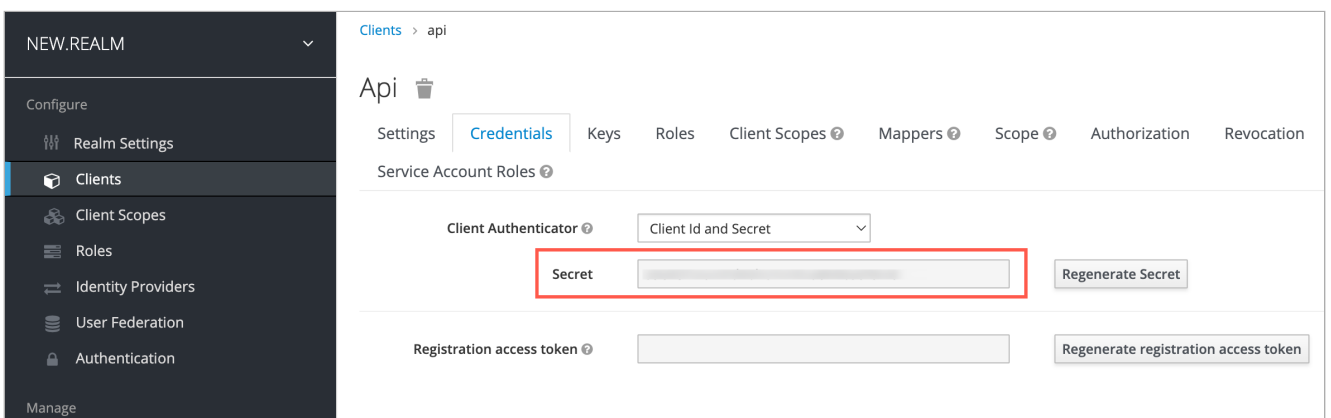 NEW.REALM
Clients > api
Configure
Api
Realm Settings
Settings Credentials Keys Roles Client Scopes Mappers Scope Authorization Revocation
Clients
Service Account Roles
Client Scopes
Client Authenticator Client Id and Secret
Roles
Secret Regenerate Secret
Identity Providers
User Federation
Registration access token Regenerate registration access token
Authentication
Manage